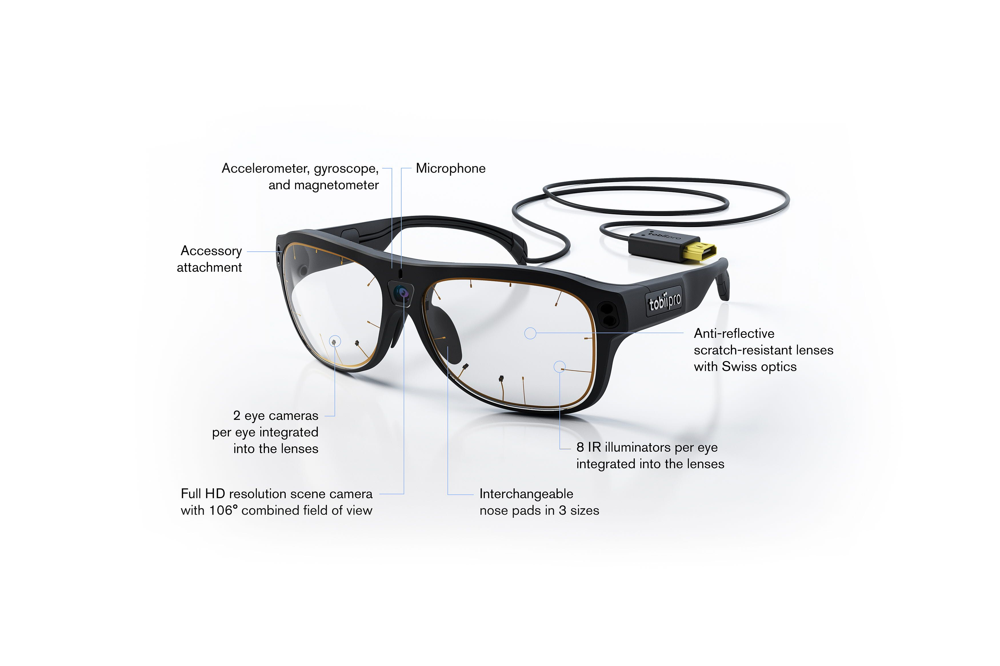 Accelerometer, gyroscope,
and magnetometer
Microphone
Accessory
attachment
tobiipro
tobiipro
Anti-reflective
scratch-resistant lenses
with Swiss optics
2 eye cameras
per eye integrated
into the lenses
8 IR illuminators per eye
integrated into the lenses
Full HD resolution scene camera
with 106° combined field of view
Interchangeable
nose pads in 3 sizes